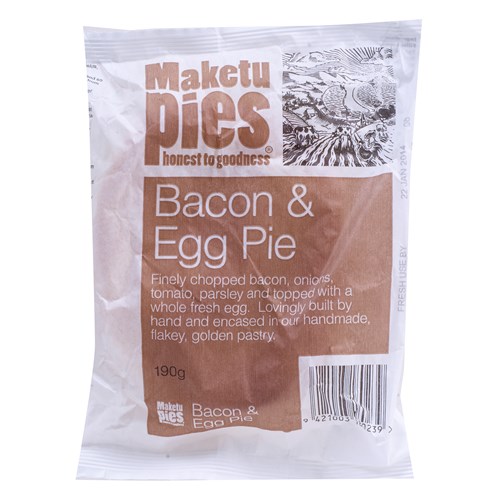 Maketu
pies®
honest to goodness
Bacon &
Egg Pie
Finely chopped bacon, onions,
tomato, parsley and topped with a
whole fresh egg. Lovingly built by
hand and encased in our handmade,
flakey, golden pastry.
190g
Maketu
pies
Bacon &
Egg Pie
FRESH USE BY 22 JAN 2014